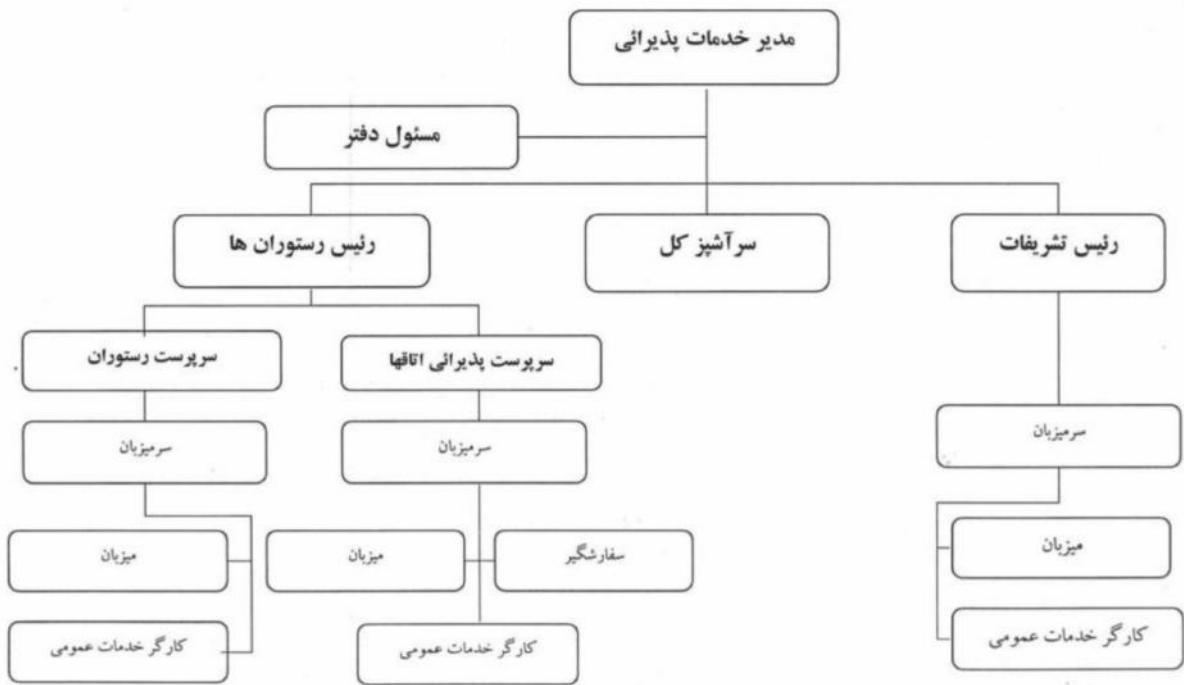 مدیر خدمات پذیرائی
مسئول دفتر
رئیس تشریفات
سرآشپز کل
رئیس رستوران ها
سرپرست پذیرائی اتاقها
سرپرست رستوران
سرمیزبان
سرمیزبان
سرمیزبان
میزبان
سفارشگیر
میزبان
میزبان
کارگر خدمات عمومی
کارگر خدمات عمومی
کارگر خدمات عمومی